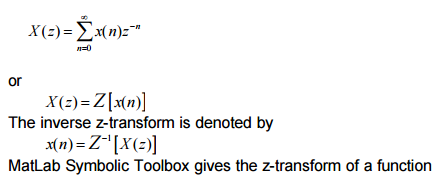 X(z) = ∞∑n=0 x(n)z⁻ⁿ
or
X(z) = Z[x(n)]
The inverse z-transform is denoted by
x(n) = Z⁻¹[X(z)]
MatLab Symbolic Toolbox gives the z-transform of a function